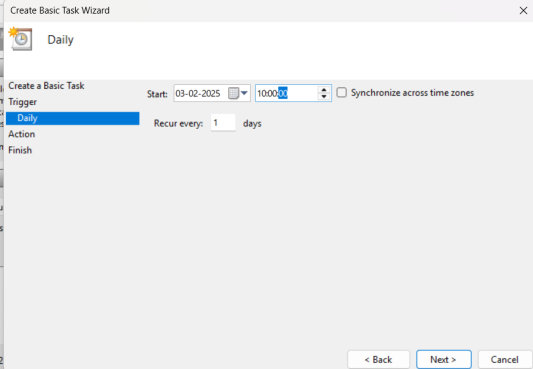 Create Basic Task Wizard
Daily
Create a Basic Task
Trigger
Daily
Action
Finish
Start: 03-02-2025 10:00:00 Synchronize across time zones
Recur every: 1 days
< Back Next > Cancel